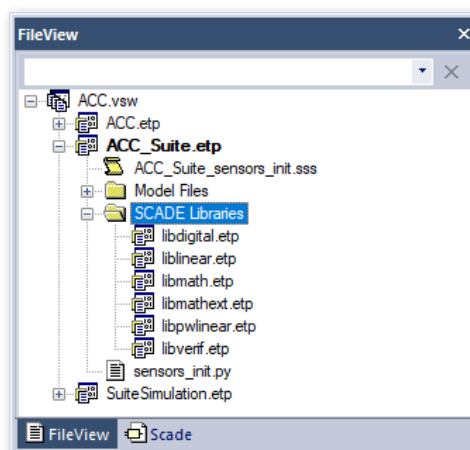 FileView
ACC.vsw
ACC.etp
ACC_Suite.etp
ACC_Suite_sensors_init.sss
Model Files
SCADE Libraries
libdigital.etp
liblinear.etp
libmath.etp
libmathext.etp
libpwlinear.etp
libverif.etp
sensors_init.py
SuiteSimulation.etp
FileView Scade